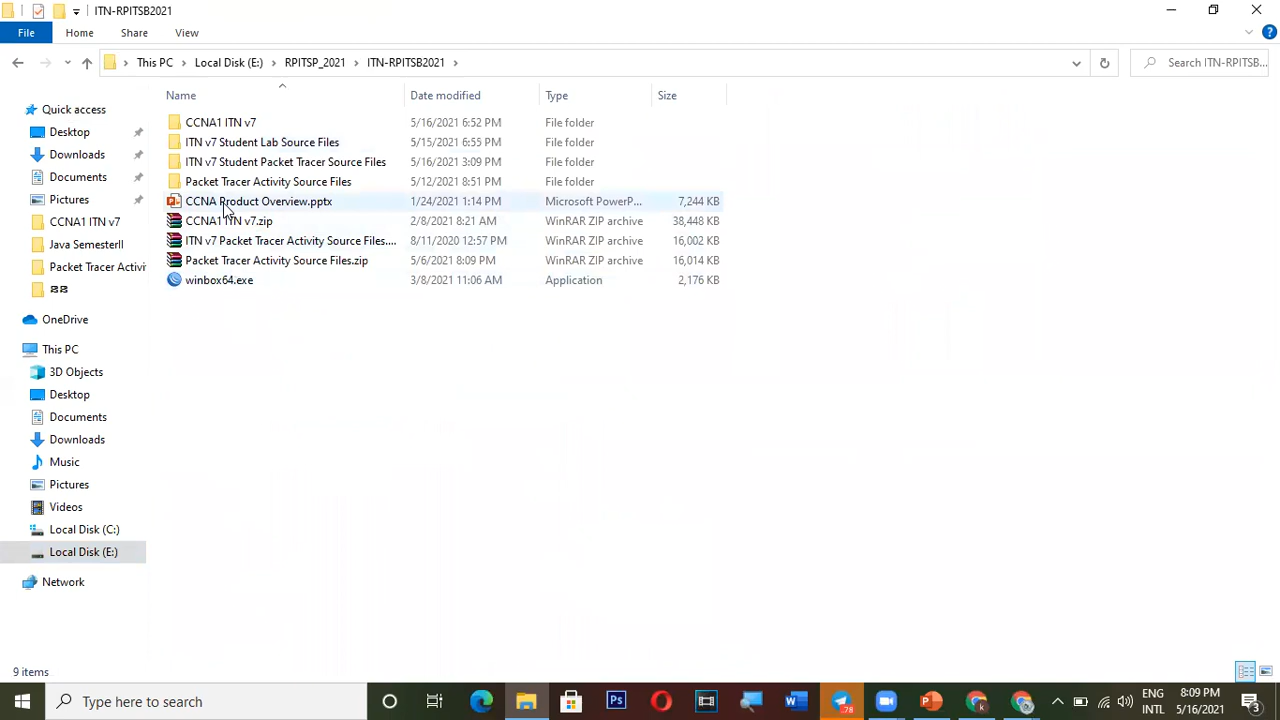 ITN-RPITSB2021
File
Home
Share
View
This PC
Local Disk (E:)
RPITSP_2021
ITN-RPITSB2021
Search ITN-RPITSB...
Name
Date modified
Type
Size
CCNA1 ITN v7 5/16/2021 6:52 PM File folder
ITN v7 Student Lab Source Files 5/15/2021 6:55 PM File folder
ITN v7 Student Packet Tracer Source Files 5/16/2021 3:09 PM File folder
Packet Tracer Activity Source Files 5/12/2021 8:51 PM File folder
CCNA Product Overview.pptx 1/24/2021 1:14 PM Microsoft PowerP... 7,244 KB
CCNA1 ITN v7.zip 2/8/2021 8:21 AM WinRAR ZIP archive 38,448 KB
ITN v7 Packet Tracer Activity Source Files.... 8/11/2020 12:57 PM WinRAR ZIP archive 16,002 KB
Packet Tracer Activity Source Files.zip 5/6/2021 8:09 PM WinRAR ZIP archive 16,014 KB
winbox64.exe 3/8/2021 11:06 AM Application 2,176 KB
Quick access
Desktop
Downloads
Documents
Pictures
CCNA1 ITN v7
Java SemesterII
Packet Tracer Activi
OneDrive
This PC
3D Objects
Desktop
Documents
Downloads
Music
Pictures
Videos
Local Disk (C:)
Local Disk (E:)
Network
9 items
Type here to search
Ps
78
ENG
INTL
8:09 PM
5/16/2021
3